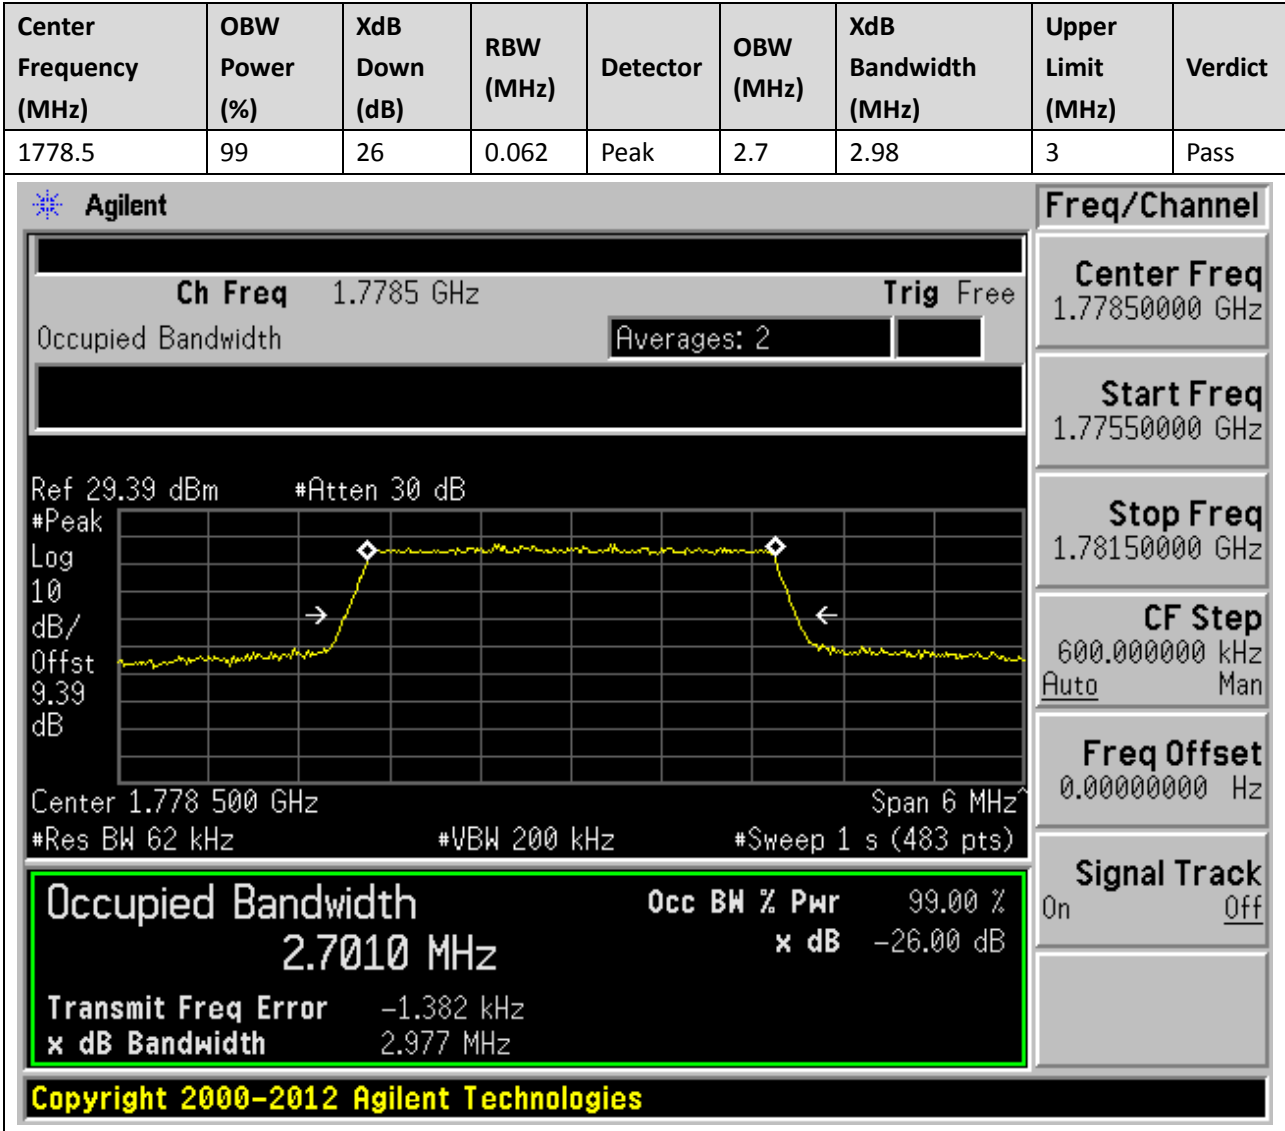 Center Frequency (MHz) OBW Power (%) XdB Down (dB) RBW (MHz) Detector OBW (MHz) XdB Bandwidth (MHz) Upper Limit (MHz) Verdict
1778.5 99 26 0.062 Peak 2.7 2.98 3 Pass
Agilent
Freq/Channel
Ch Freq 1.7785 GHz Trig Free
Occupied Bandwidth Averages: 2
Center Freq
1.77850000 GHz
Start Freq
1.77550000 GHz
Stop Freq
1.78150000 GHz
CF Step
600.000000 kHz
Auto Man
Freq Offset
0.00000000 Hz
Signal Track
On Off
Ref 29.39 dBm #Atten 30 dB
#Peak
Log
10
dB/
Offst
9.39
dB
Center 1.778 500 GHz Span 6 MHz^
#Res BW 62 kHz #VBW 200 kHz #Sweep 1 s (483 pts)
Occupied Bandwidth Occ BW % Pwr 99.00 %
2.7010 MHz x dB -26.00 dB
Transmit Freq Error -1.382 kHz
x dB Bandwidth 2.977 MHz
Copyright 2000-2012 Agilent Technologies